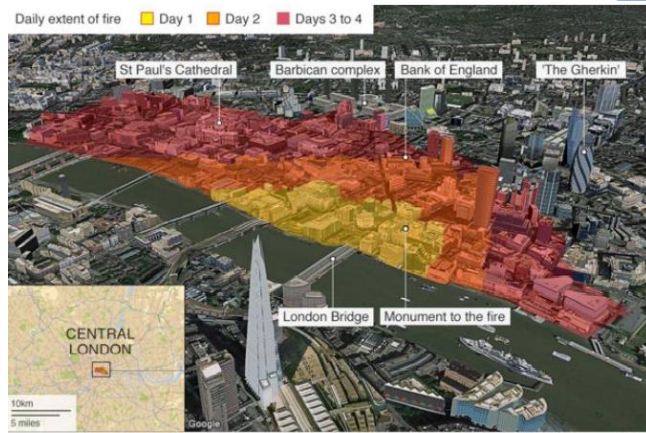 Daily extent of fire Day 1 Day 2 Days 3 to 4
St Paul's Cathedral Barbican complex Bank of England 'The Gherkin'
London Bridge Monument to the fire
CENTRAL
LONDON
10km
5 miles
Google